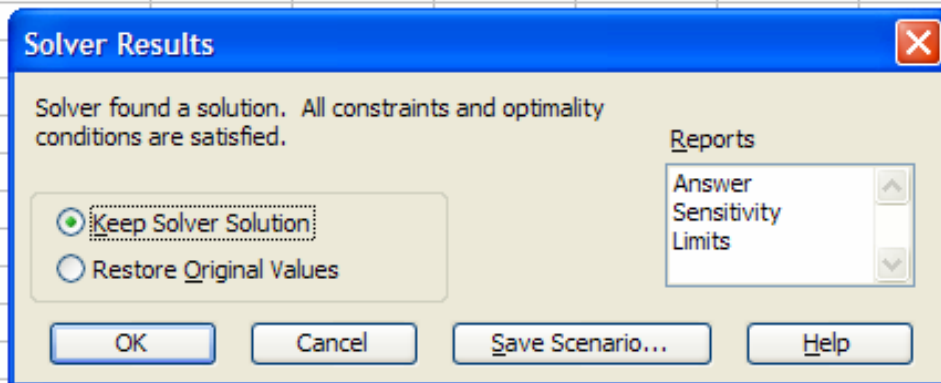 Solver Results
Solver found a solution. All constraints and optimality
conditions are satisfied.
Reports
Answer
Sensitivity
Limits
Keep Solver Solution
Restore Original Values
OK
Cancel
Save Scenario...
Help